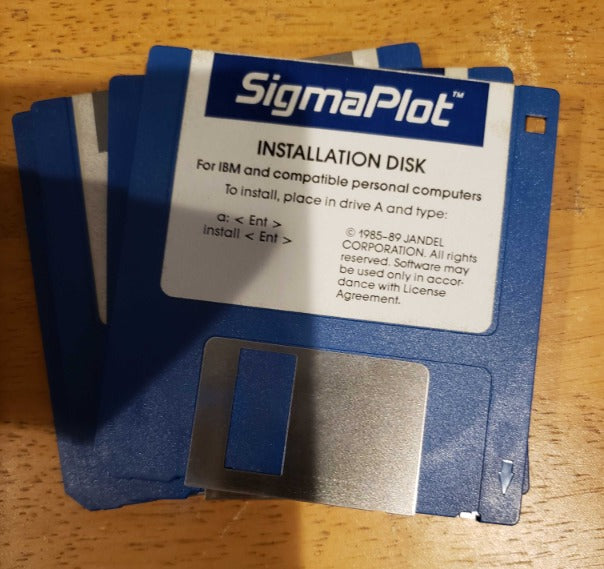 SigmaPlot™
INSTALLATION DISK
For IBM and compatible personal computers
To install, place in drive A and type:
a: < Ent >
install < Ent >
© 1985-89 JANDEL
CORPORATION. All rights
reserved. Software may
be used only in accor-
dance with License
Agreement.